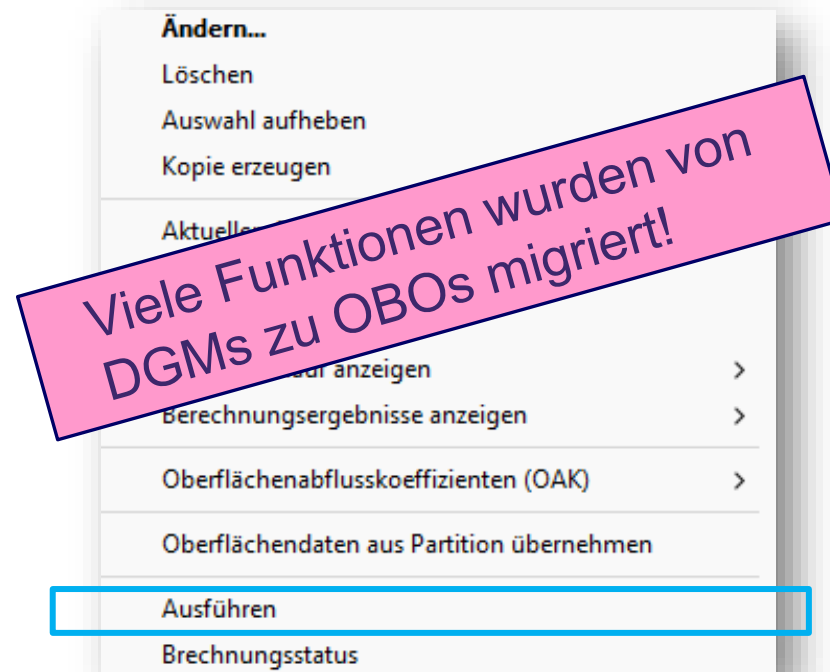 Ändern...
Löschen
Auswahl aufheben
Kopie erzeugen
Viele Funktionen wurden von
DGMs zu OBOs migriert!
anzeigen
Berechnungsergebnisse anzeigen
Oberflächenabflusskoeffizienten (OAK)
Oberflächendaten aus Partition übernehmen
Ausführen
Brechnungsstatus